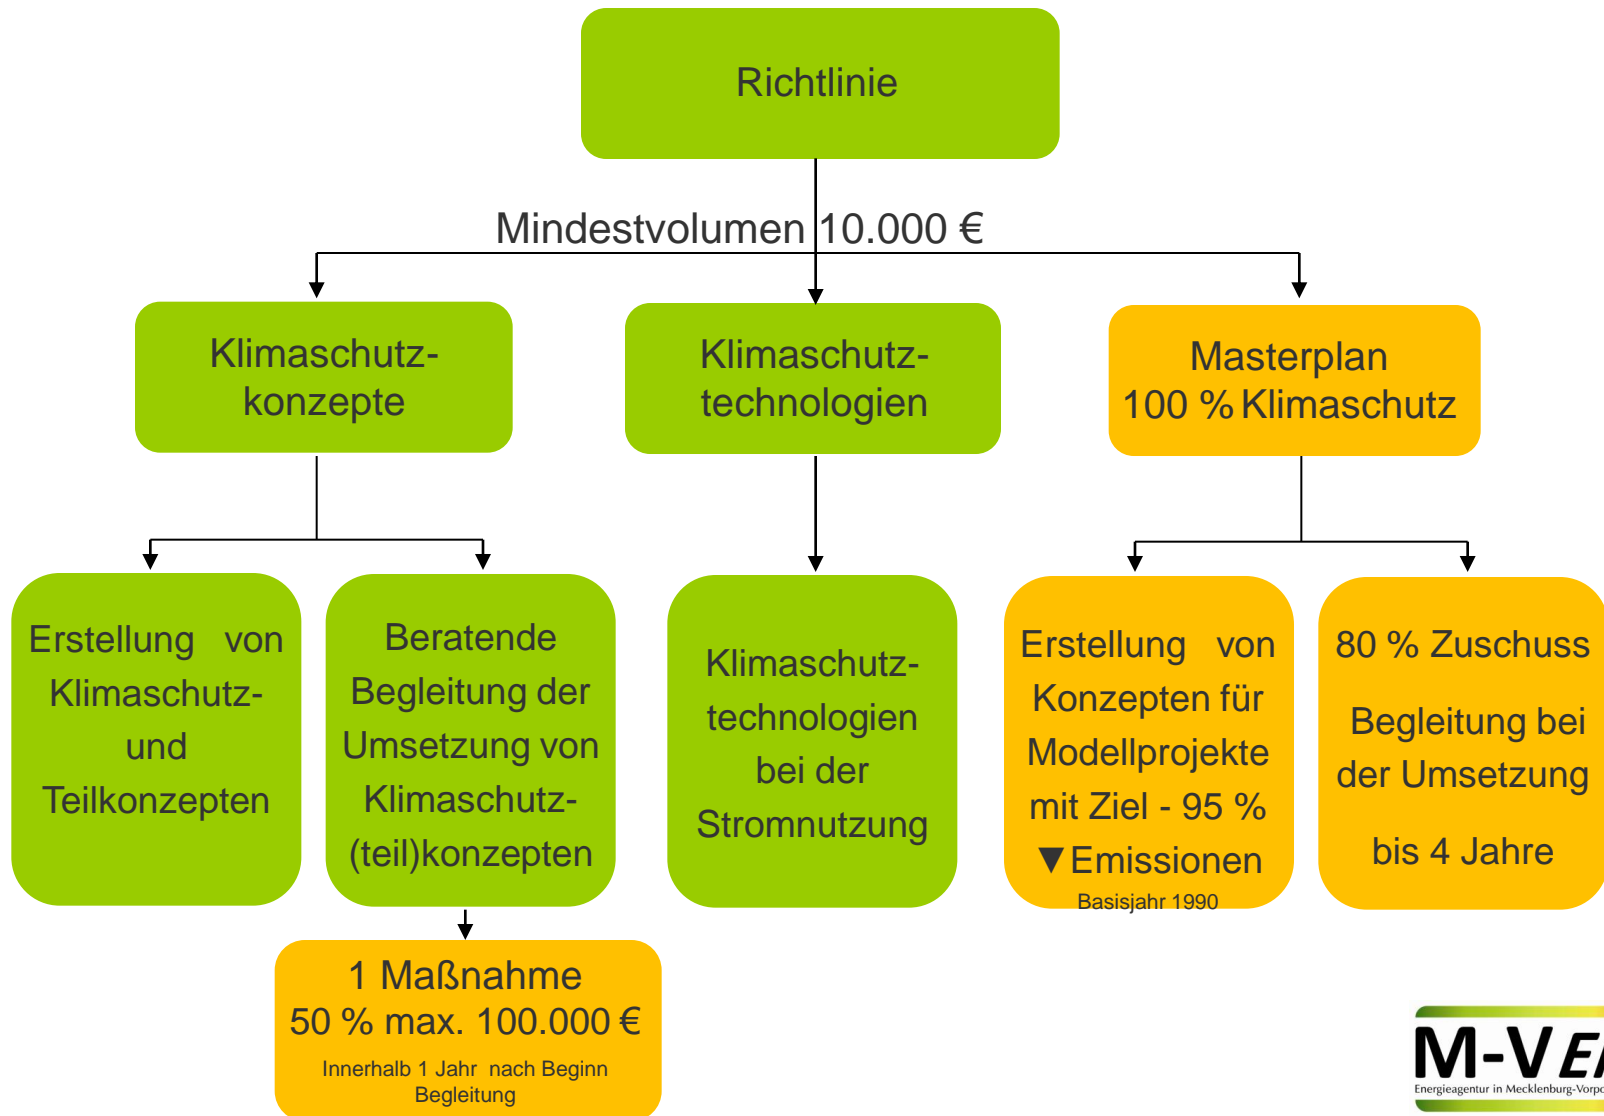 Richtlinie
Mindestvolumen 10.000 €
Klimaschutz-
konzepte
Klimaschutz-
technologien
Masterplan
100 % Klimaschutz
Erstellung von
Klimaschutz-
und
Teilkonzepten
Beratende
Begleitung der
Umsetzung von
Klimaschutz-
(teil)konzepten
Klimaschutz-
technologien
bei der
Stromnutzung
Erstellung von
Konzepten für
Modellprojekte
mit Ziel - 95 %
▼Emissionen
Basisjahr 1990
80 % Zuschuss
Begleitung bei
der Umsetzung
bis 4 Jahre
1 Maßnahme
50 % max. 100.000 €
Innerhalb 1 Jahr nach Beginn
Begleitung
Energieagentur in